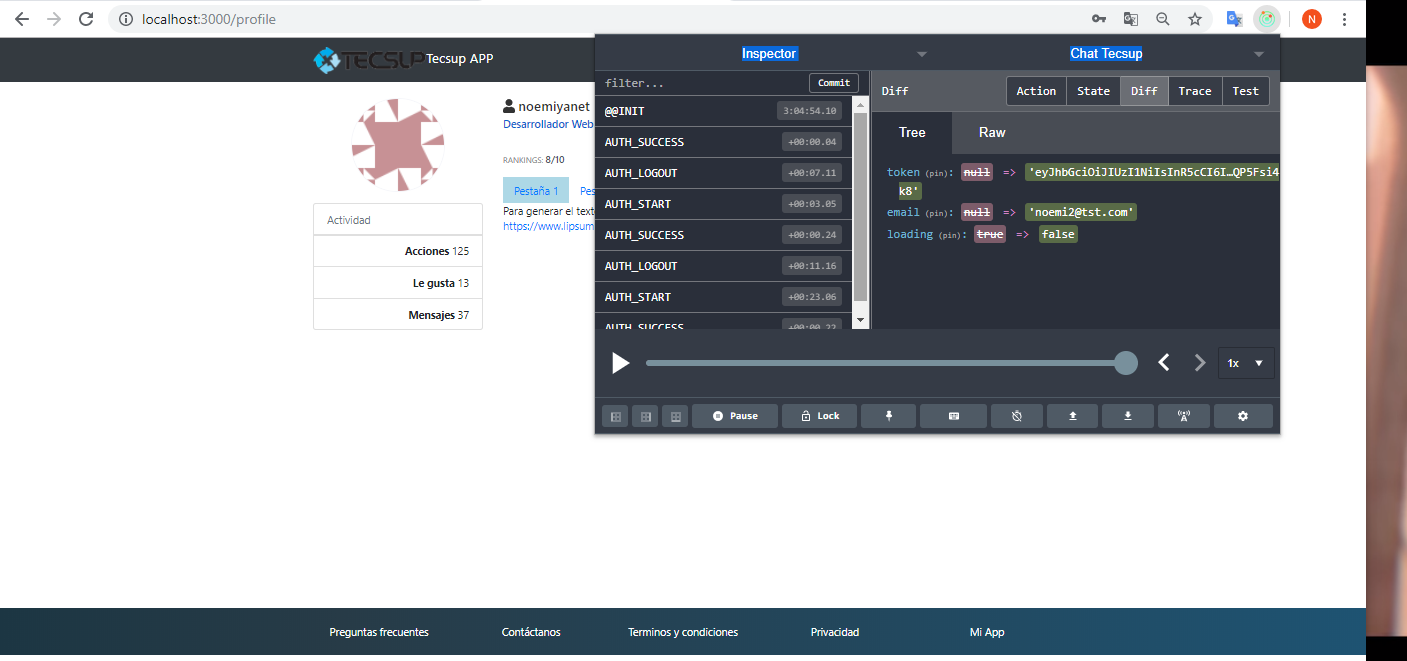 localhost:3000/profile
N
TECSUP Tecsup APP
noemiyanet
Desarrollador Web
RANKINGS: 8/10
Pestaña 1
Pes
Para generar el text
https://www.lipsum
Actividad
Acciones 125
Le gusta 13
Mensajes 37
Inspector
Chat Tecsup
filter...
Commit
@@INIT 3:04:54.10
AUTH_SUCCESS +00:00.04
AUTH_LOGOUT +00:07.11
AUTH_START +00:03.05
AUTH_SUCCESS +00:00.24
AUTH_LOGOUT +00:11.16
AUTH_START +00:23.06
AUTH_SUCCESS +00:00.22
Diff
Action State Diff Trace Test
Tree Raw
token (pin): null => 'eyJhbGciOiJIUzI1NiIsInR5cCI6I…QP5Fsi4
k8'
email (pin): null => 'noemi2@tst.com'
loading (pin): true => false
1x
Pause
Lock
Preguntas frecuentes
Contáctanos
Terminos y condiciones
Privacidad
Mi App